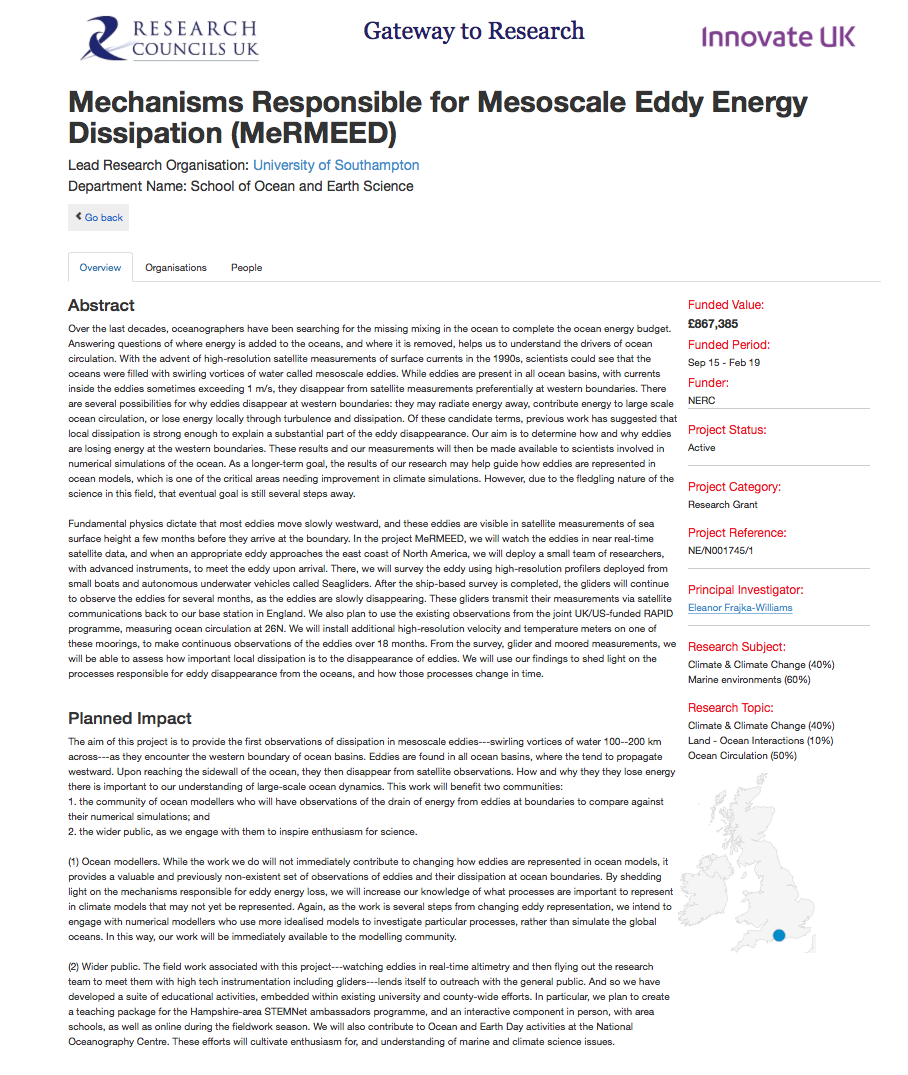 RESEARCH
COUNCILS UK
Gateway to Research
Innovate UK
Mechanisms Responsible for Mesoscale Eddy Energy
Dissipation (MeRMEED)
Lead Research Organisation: University of Southampton
Department Name: School of Ocean and Earth Science
Go back
Overview Organisations People
Abstract
Over the last decades, oceanographers have been searching for the missing mixing in the ocean to complete the ocean energy budget.
Answering questions of where energy is added to the oceans, and where it is removed, helps us to understand the drivers of ocean
circulation. With the advent of high-resolution satellite measurements of surface currents in the 1990s, scientists could see that the
oceans were filled with swirling vortices of water called mesoscale eddies. While eddies are present in all ocean basins, with currents
inside the eddies sometimes exceeding 1 m/s, they disappear from satellite measurements preferentially at western boundaries. There
are several possibilities for why eddies disappear at western boundaries: they may radiate energy away, contribute energy to large scale
ocean circulation, or lose energy locally through turbulence and dissipation. Of these candidate terms, previous work has suggested that
local dissipation is strong enough to explain a substantial part of the eddy disappearance. Our aim is to determine how and why eddies
are losing energy at the western boundaries. These results and our measurements will then be made available to scientists involved in
numerical simulations of the ocean. As a longer-term goal, the results of our research may help guide how eddies are represented in
ocean models, which is one of the critical areas needing improvement in climate simulations. However, due to the fledgling nature of the
science in this field, that eventual goal is still several steps away.
Fundamental physics dictate that most eddies move slowly westward, and these eddies are visible in satellite measurements of sea
surface height a few months before they arrive at the boundary. In the project MeRMEED, we will watch the eddies in near real-time
satellite data, and when an appropriate eddy approaches the east coast of North America, we will deploy a small team of researchers,
with advanced instruments, to meet the eddy upon arrival. There, we will survey the eddy using high-resolution profilers deployed from
small boats and autonomous underwater vehicles called Seagliders. After the ship-based survey is completed, the gliders will continue
to observe the eddies for several months, as the eddies are slowly disappearing. These gliders transmit their measurements via satellite
communications back to our base station in England. We also plan to use the existing observations from the joint UK/US-funded RAPID
programme, measuring ocean circulation at 26N. We will install additional high-resolution velocity and temperature meters on one of
these moorings, to make continuous observations of the eddies over 18 months. From the survey, glider and moored measurements, we
will be able to assess how important local dissipation is to the disappearance of eddies. We will use our findings to shed light on the
processes responsible for eddy disappearance from the oceans, and how those processes change in time.
Planned Impact
The aim of this project is to provide the first observations of dissipation in mesoscale eddies---swirling vortices of water 100--200 km
across---as they encounter the western boundary of ocean basins. Eddies are found in all ocean basins, where the tend to propagate
westward. Upon reaching the sidewall of the ocean, they then disappear from satellite observations. How and why they they lose energy
there is important to our understanding of large-scale ocean dynamics. This work will benefit two communities:
1. the community of ocean modellers who will have observations of the drain of energy from eddies at boundaries to compare against
their numerical simulations; and
2. the wider public, as we engage with them to inspire enthusiasm for science.
(1) Ocean modellers. While the work we do will not immediately contribute to changing how eddies are represented in ocean models, it
provides a valuable and previously non-existent set of observations of eddies and their dissipation at ocean boundaries. By shedding
light on the mechanisms responsible for eddy energy loss, we will increase our knowledge of what processes are important to represent
in climate models that may not yet be represented. Again, as the work is several steps from changing eddy representation, we intend to
engage with numerical modellers who use more idealised models to investigate particular processes, rather than simulate the global
oceans. In this way, our work will be immediately available to the modelling community.
(2) Wider public. The field work associated with this project---watching eddies in real-time altimetry and then flying out the research
team to meet them with high tech instrumentation including gliders---lends itself to outreach with the general public. And so we have
developed a suite of educational activities, embedded within existing university and county-wide efforts. In particular, we plan to create
a teaching package for the Hampshire-area STEMNet ambassadors programme, and an interactive component in person, with area
schools, as well as online during the fieldwork season. We will also contribute to Ocean and Earth Day activities at the National
Oceanography Centre. These efforts will cultivate enthusiasm for, and understanding of marine and climate science issues.
Funded Value:
£867,385
Funded Period:
Sep 15 - Feb 19
Funder:
NERC
Project Status:
Active
Project Category:
Research Grant
Project Reference:
NE/N001745/1
Principal Investigator:
Eleanor Frajka-Williams
Research Subject:
Climate & Climate Change (40%)
Marine environments (60%)
Research Topic:
Climate & Climate Change (40%)
Land - Ocean Interactions (10%)
Ocean Circulation (50%)